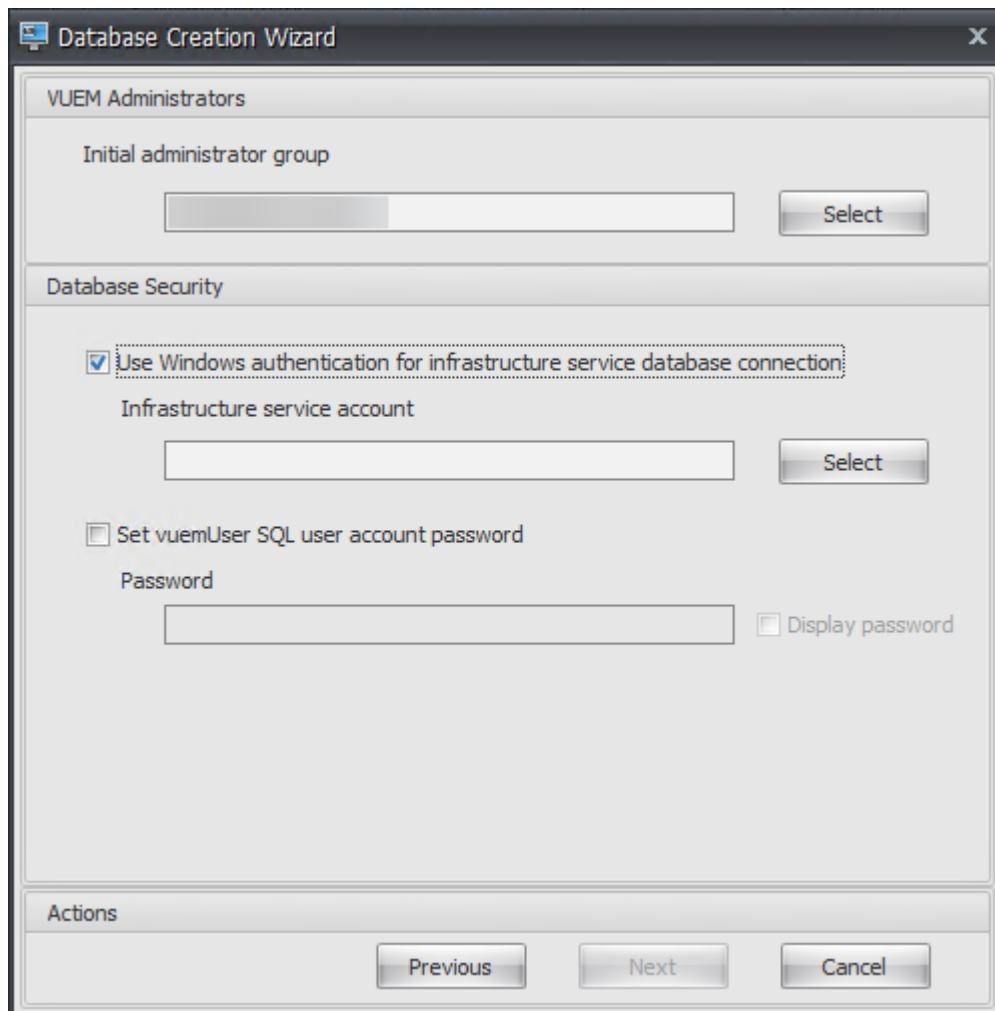 Database Creation Wizard
VUEM Administrators
Initial administrator group
Select
Database Security
Use Windows authentication for infrastructure service database connection
Infrastructure service account
Select
Set vuemUser SQL user account password
Password
Display password
Actions
Previous Next Cancel